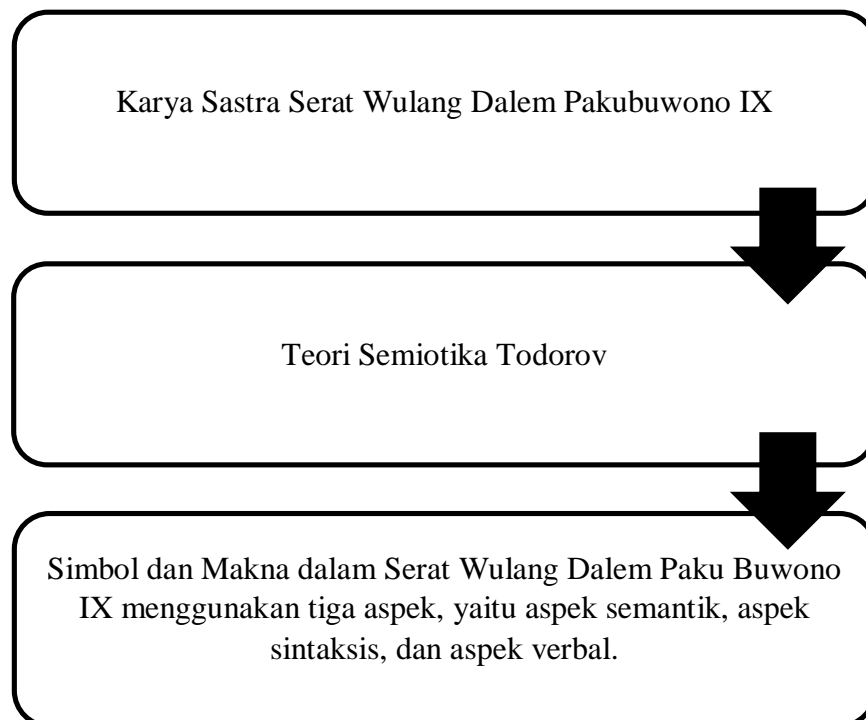 Karya Sastra Serat Wulang Dalem Pakubuwono IX
Teori Semiotika Todorov
Simbol dan Makna dalam Serat Wulang Dalem Paku Buwono
IX menggunakan tiga aspek, yaitu aspek semantik, aspek
sintaksis, dan aspek verbal.